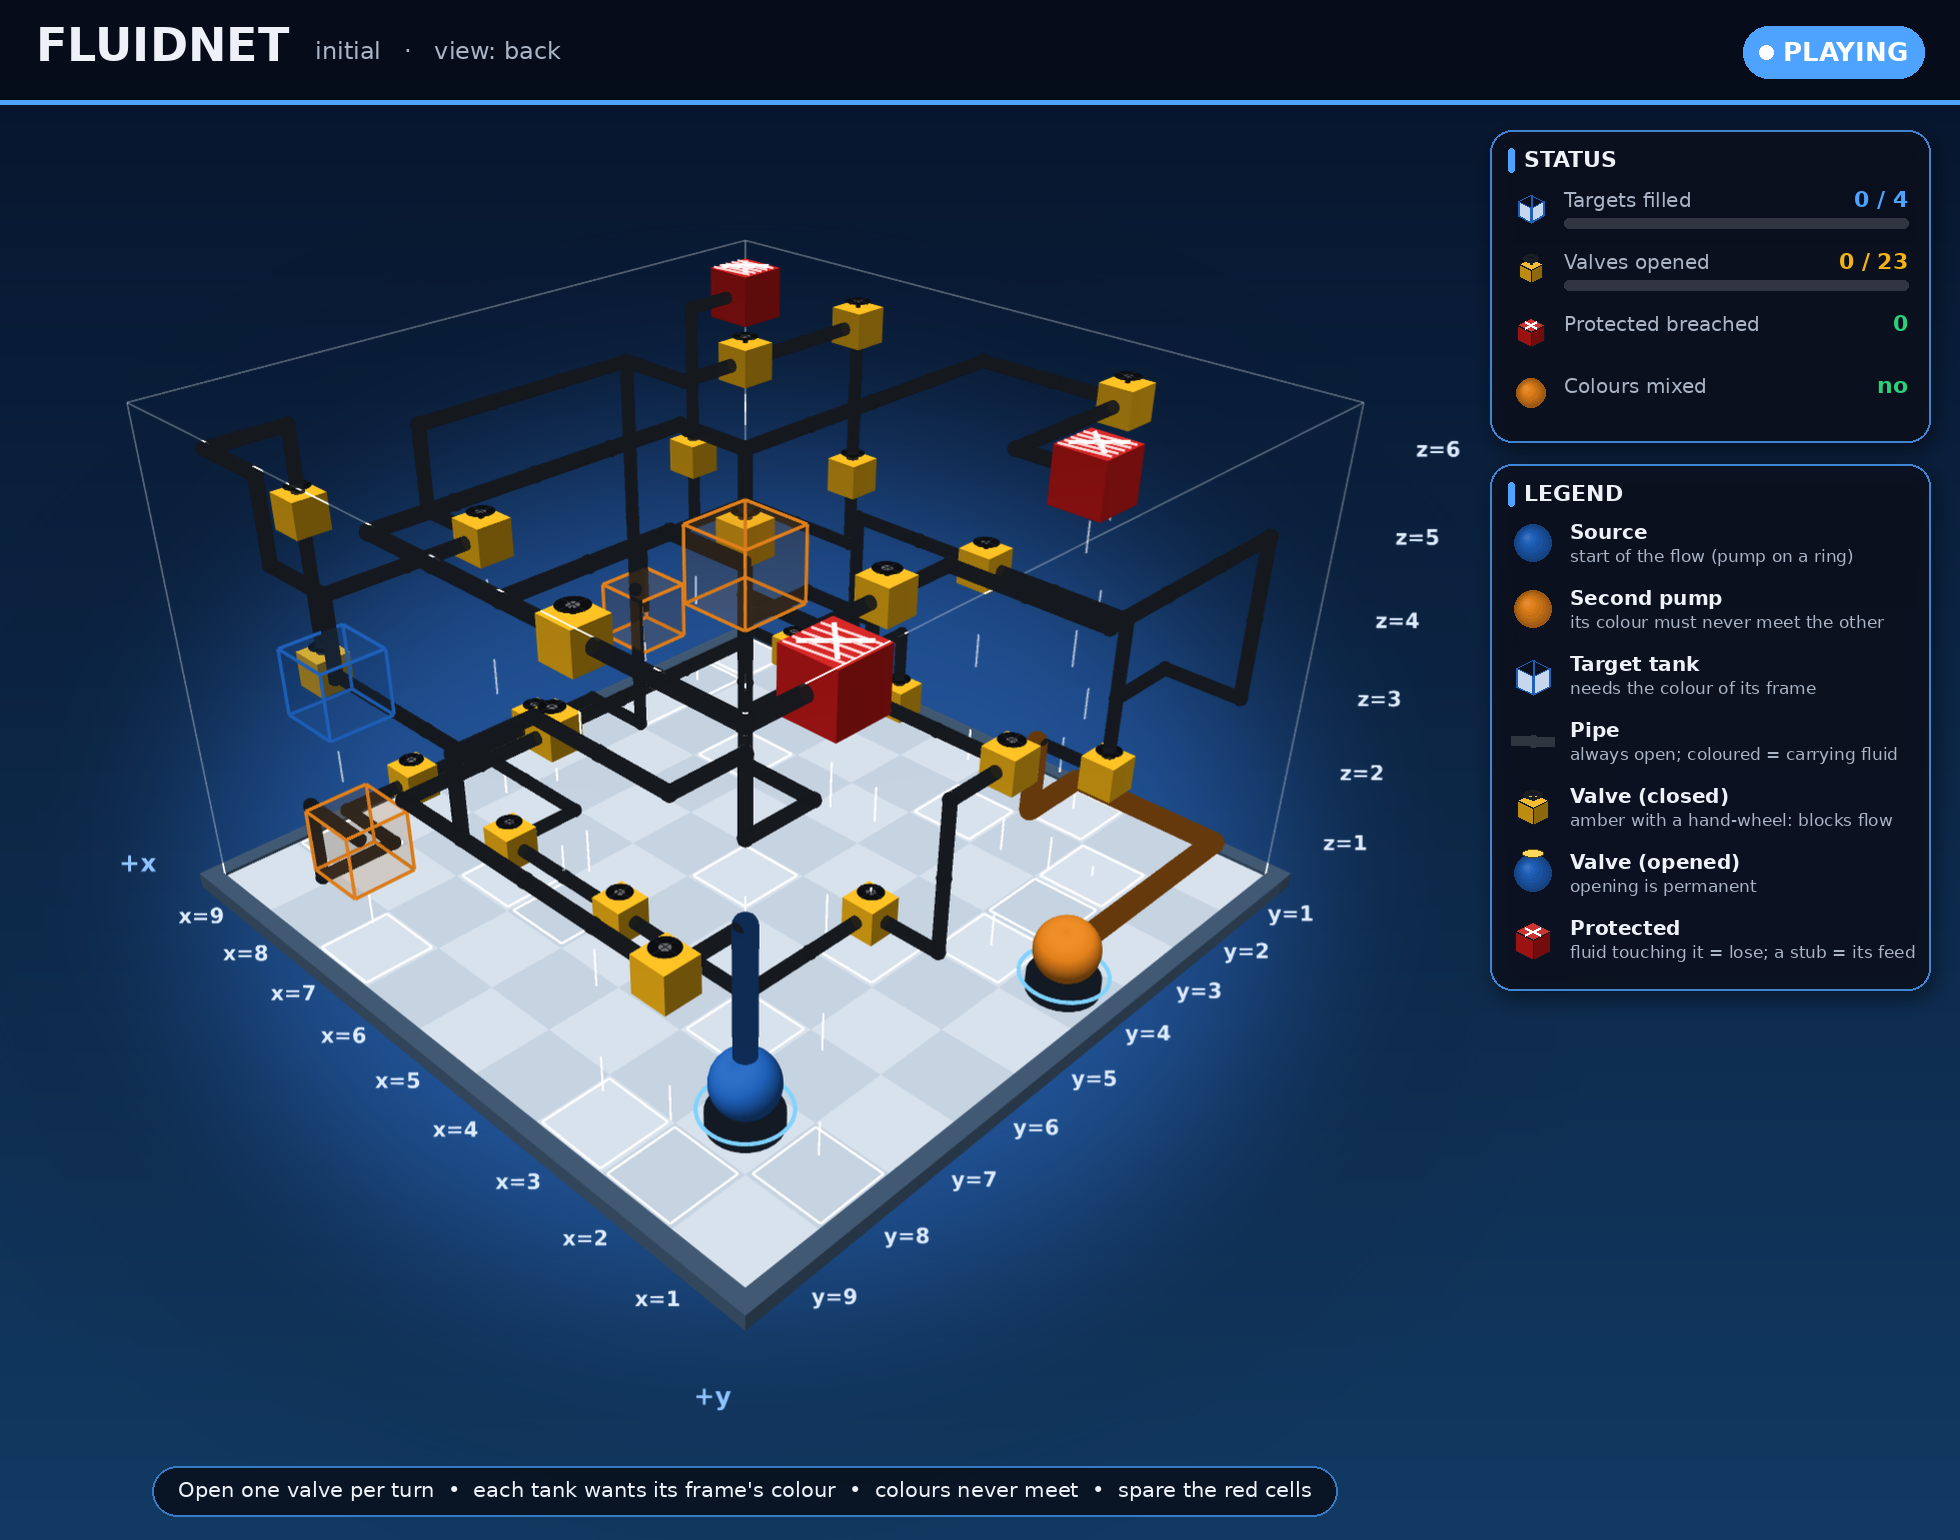 FLUIDNET initial · view: back
PLAYING
STATUS
Targets filled 0 / 4
Valves opened 0 / 23
Protected breached 0
Colours mixed no
LEGEND
Source
start of the flow (pump on a ring)
Second pump
its colour must never meet the other
Target tank
needs the colour of its frame
Pipe
always open; coloured = carrying fluid
Valve (closed)
amber with a hand-wheel: blocks flow
Valve (opened)
opening is permanent
Protected
fluid touching it = lose; a stub = its feed
z=6
z=5
z=4
z=3
z=2
z=1
+x
x=9
x=8
x=7
x=6
x=5
x=4
x=3
x=2
x=1
y=1
y=2
y=3
y=4
y=5
y=6
y=7
y=8
y=9
+y
Open one valve per turn • each tank wants its frame's colour • colours never meet • spare the red cells